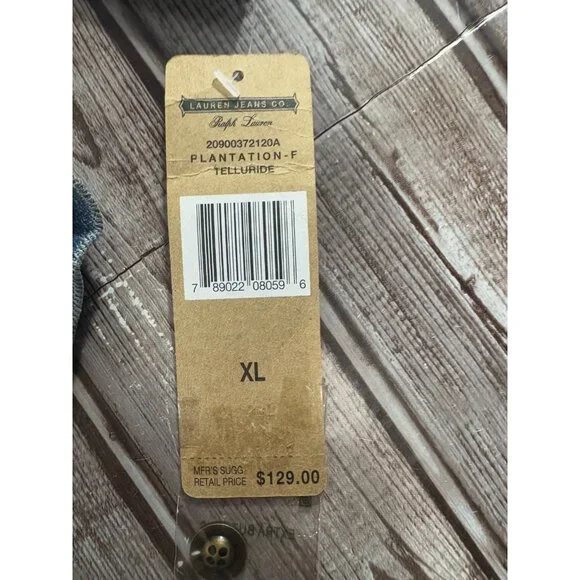 LAUREN JEANS CO.
Ralph Lauren
20900372120A
PLANTATION-F
TELLURIDE
7 89022 08059 6
XL
MFR'S SUGG
RETAIL PRICE $129.00